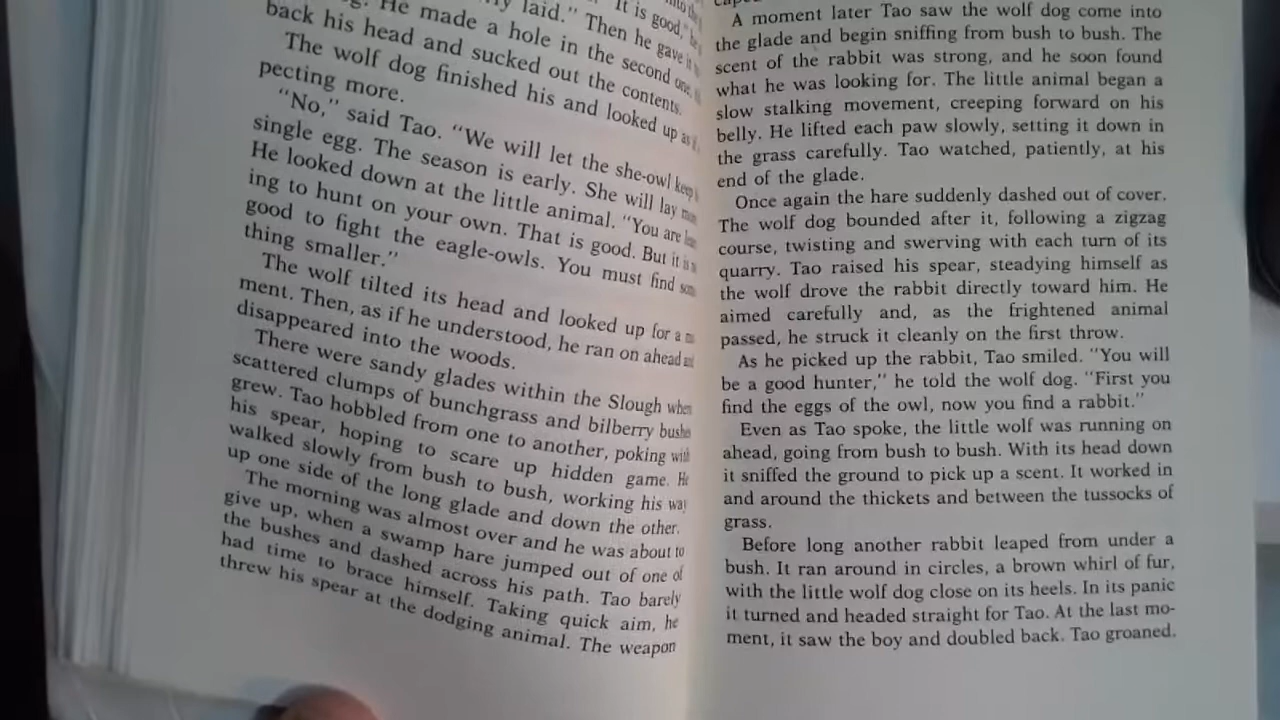 It is good,"
laid." Then he gave it
He made a hole in the second one,
back his head and sucked out the contents.
The wolf dog finished his and looked up as if
pecting more.
"No," said Tao. "We will let the she-owl keep
single egg. The season is early. She will lay more
He looked down at the little animal. "You are
ing to hunt on your own. That is good. But it is
good to fight the eagle-owls. You must find
thing smaller."
The wolf tilted its head and looked up for a
ment. Then, as if he understood, he ran on ahead and
disappeared into the woods.
There were sandy glades within the Slough where
scattered clumps of bunchgrass and bilberry bushes
grew. Tao hobbled from one to another, poking with
his spear, hoping to scare up hidden game. He
walked slowly from bush to bush, working his way
up one side of the long glade and down the other.
The morning was almost over and he was about to
give up, when a swamp hare jumped out of one of
the bushes and dashed across his path. Tao barely
had time to brace himself. Taking quick aim, he
threw his spear at the dodging animal. The weapon
A moment later Tao saw the wolf dog come into
the glade and begin sniffing from bush to bush. The
scent of the rabbit was strong, and he soon found
what he was looking for. The little animal began a
slow stalking movement, creeping forward on his
belly. He lifted each paw slowly, setting it down in
the grass carefully. Tao watched, patiently, at his
end of the glade.
Once again the hare suddenly dashed out of cover.
The wolf dog bounded after it, following a zigzag
course, twisting and swerving with each turn of its
quarry. Tao raised his spear, steadying himself as
the wolf drove the rabbit directly toward him. He
aimed carefully and, as the frightened animal
passed, he struck it cleanly on the first throw.
As he picked up the rabbit, Tao smiled. "You will
be a good hunter," he told the wolf dog. "First you
find the eggs of the owl, now you find a rabbit."
Even as Tao spoke, the little wolf was running on
ahead, going from bush to bush. With its head down
it sniffed the ground to pick up a scent. It worked in
and around the thickets and between the tussocks of
grass.
Before long another rabbit leaped from under a
bush. It ran around in circles, a brown whirl of fur,
with the little wolf dog close on its heels. In its panic
it turned and headed straight for Tao. At the last mo-
ment, it saw the boy and doubled back. Tao groaned.